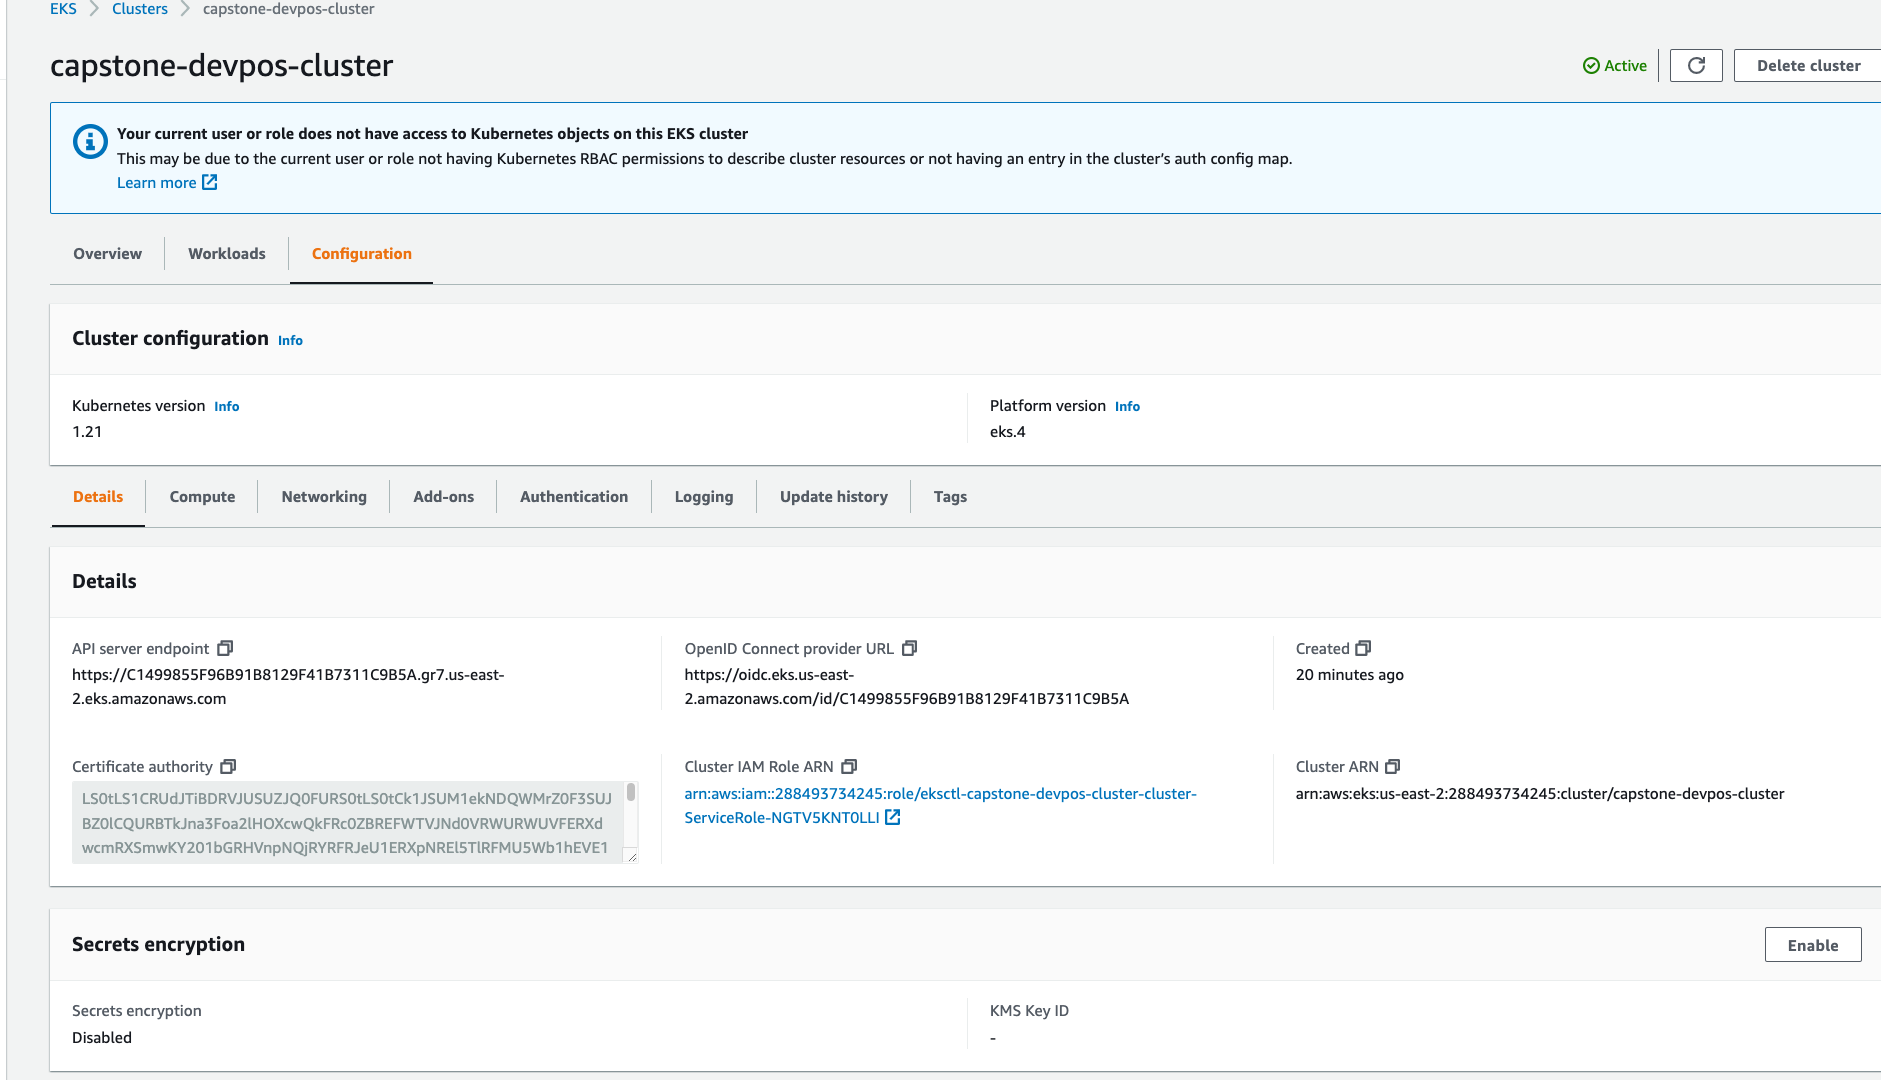 EKS > Clusters > capstone-devpos-cluster
capstone-devpos-cluster
Active
Delete cluster
Your current user or role does not have access to Kubernetes objects on this EKS cluster
This may be due to the current user or role not having Kubernetes RBAC permissions to describe cluster resources or not having an entry in the cluster's auth config map.
Learn more
Overview Workloads Configuration
Cluster configuration Info
Kubernetes version Info
1.21
Platform version Info
eks.4
Details Compute Networking Add-ons Authentication Logging Update history Tags
Details
API server endpoint
https://C1499855F96B91B8129F41B7311C9B5A.gr7.us-east-
2.eks.amazonaws.com
OpenID Connect provider URL
https://oidc.eks.us-east-
2.amazonaws.com/id/C1499855F96B91B8129F41B7311C9B5A
Created
20 minutes ago
Certificate authority
LS0tLS1CRUdJTiBDRVJUSUZJQ0FURS0tLS0tCk1JSUM1ekNDQWMrZ0F3SUJ
BZ0lCQURBTkJna3Foa2lHOXcwQkFRc0ZBREFWTVJNd0VRWURWUVFERXd
wcmRXSmwKY201bGRHVnpNQjRYRFRJeU1ERXpNREl5TlRFMU5Wb1hEVE1
Cluster IAM Role ARN
arn:aws:iam::288493734245:role/eksctl-capstone-devpos-cluster-cluster-
ServiceRole-NGTV5KNT0LLI
Cluster ARN
arn:aws:eks:us-east-2:288493734245:cluster/capstone-devpos-cluster
Secrets encryption
Enable
Secrets encryption
Disabled
KMS Key ID
-